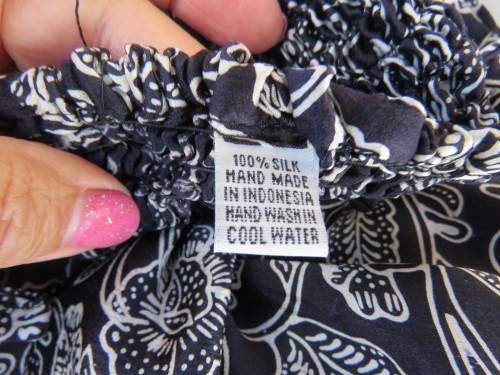 100% SILK
HAND MADE
IN INDONESIA
HAND WASH IN
COOL WATER